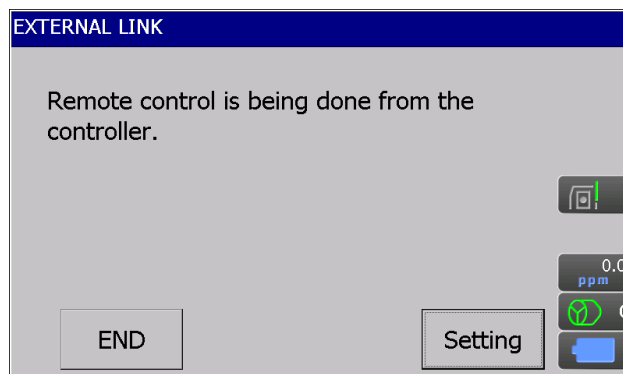 EXTERNAL LINK
Remote control is being done from the
controller.
0.0
ppm
END
Setting